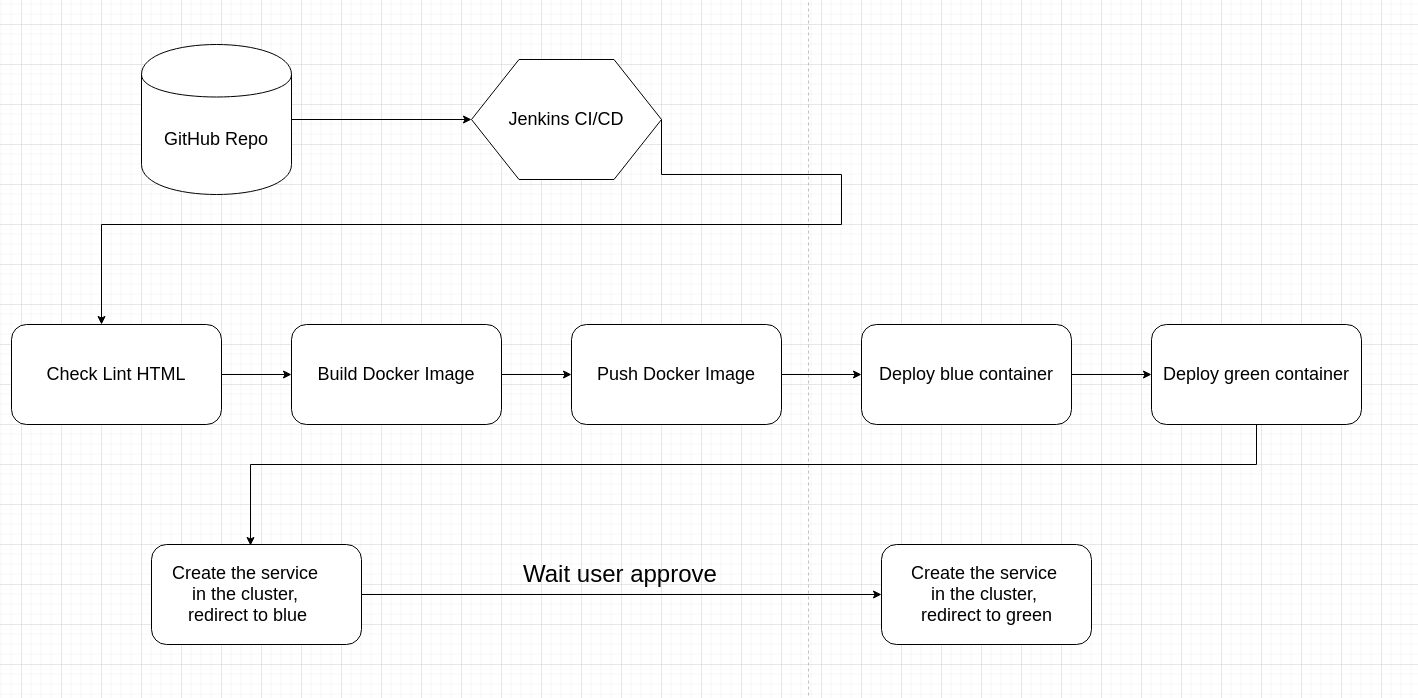 GitHub Repo
Jenkins CI/CD
Check Lint HTML
Build Docker Image
Push Docker Image
Deploy blue container
Deploy green container
Create the service
in the cluster,
redirect to blue
Wait user approve
Create the service
in the cluster,
redirect to green